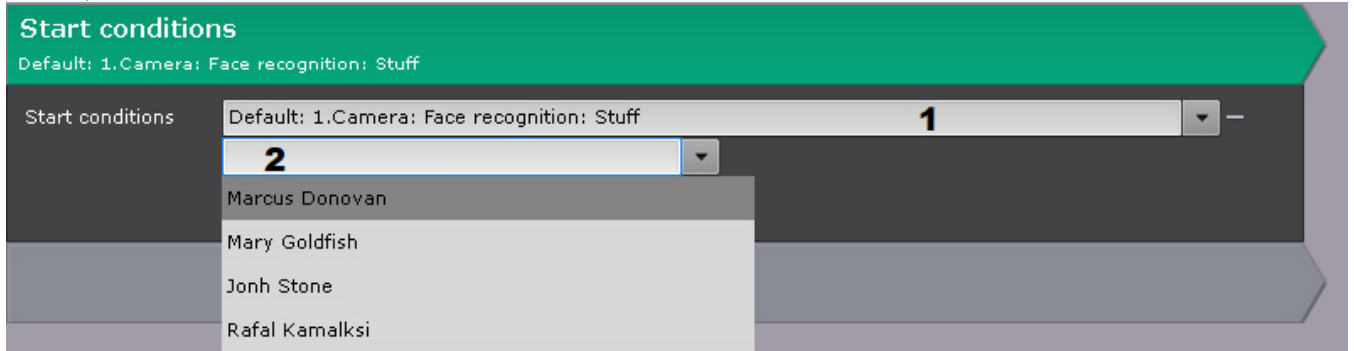 Start conditions
Default: 1.Camera: Face recognition: Stuff
Start conditions Default: 1.Camera: Face recognition: Stuff 1
2
Marcus Donovan
Mary Goldfish
Jonh Stone
Rafal Kamalksi